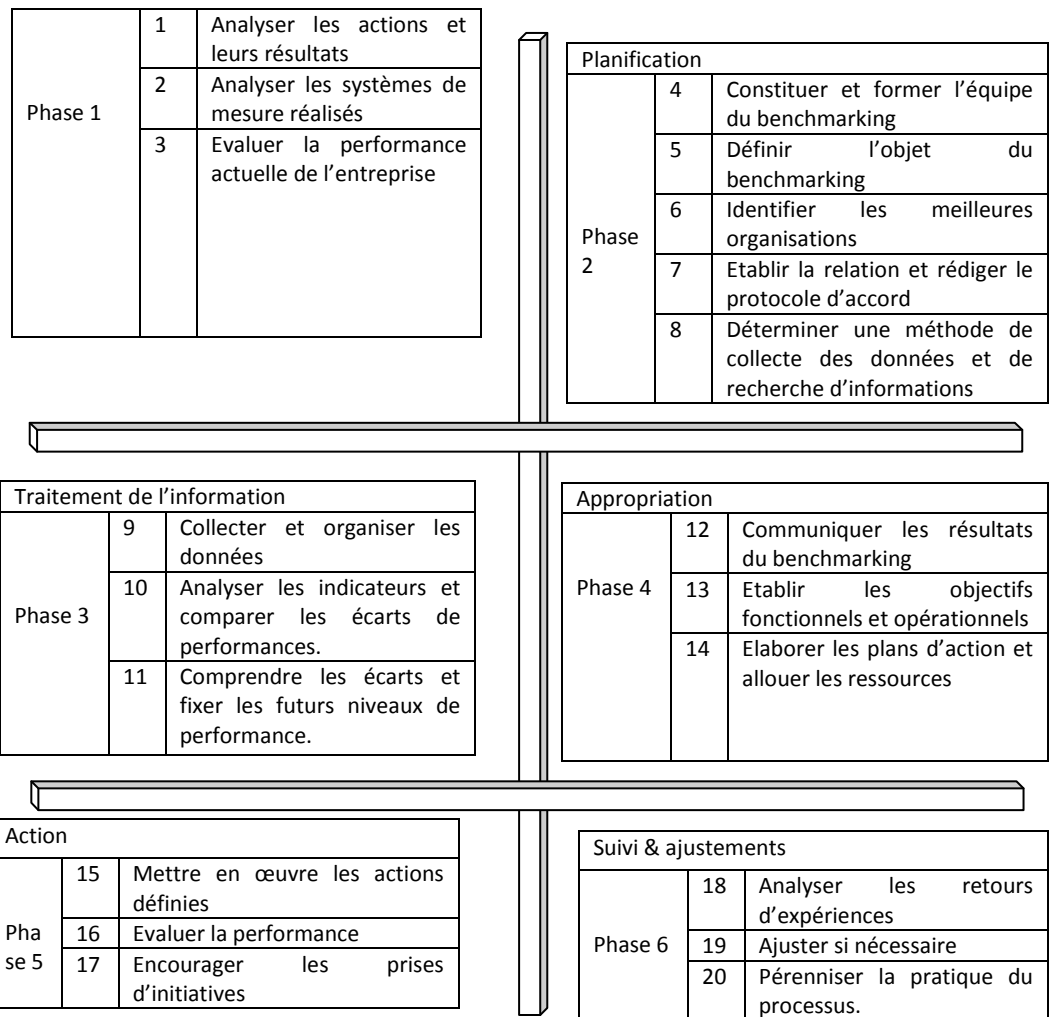 Phase 1
1 Analyser les actions et
leurs résultats
2 Analyser les systèmes de
mesure réalisés
3 Evaluer la performance
actuelle de l’entreprise
Planification
Phase
2
4 Constituer et former l’équipe
du benchmarking
5 Définir l’objet du
benchmarking
6 Identifier les meilleures
organisations
7 Etablir la relation et rédiger le
protocole d’accord
8 Déterminer une méthode de
collecte des données et de
recherche d’informations
Traitement de l’information
Phase 3
9 Collecter et organiser les
données
10 Analyser les indicateurs et
comparer les écarts de
performances.
11 Comprendre les écarts et
fixer les futurs niveaux de
performance.
Appropriation
Phase 4
12 Communiquer les résultats
du benchmarking
13 Etablir les objectifs
fonctionnels et opérationnels
14 Elaborer les plans d’action et
allouer les ressources
Action
Pha
se 5
15 Mettre en œuvre les actions
définies
16 Evaluer la performance
17 Encourager les prises
d’initiatives
Suivi & ajustements
Phase 6
18 Analyser les retours
d’expériences
19 Ajuster si nécessaire
20 Pérenniser la pratique du
processus.